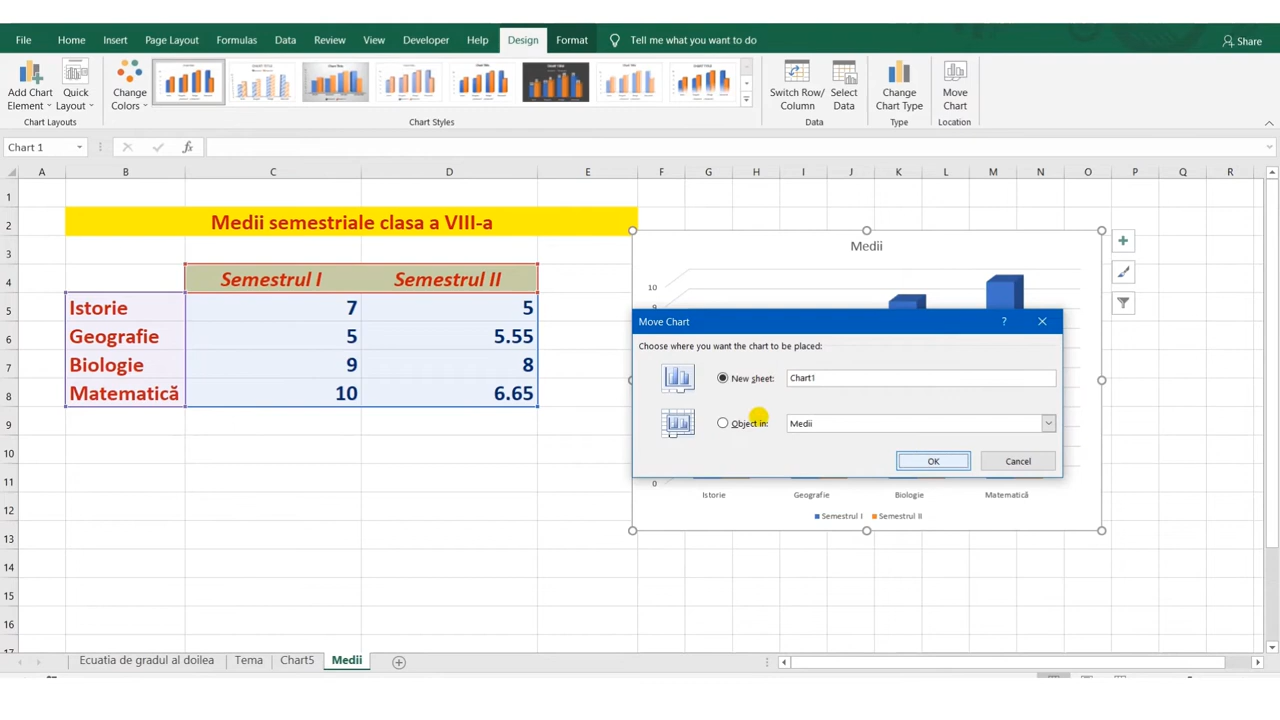 File Home Insert Page Layout Formulas Data Review View Developer Help Design Format Tell me what you want to do Share
Add Chart Element
Quick Layout
Change Colors
Switch Row/ Column
Select Data
Change Chart Type
Move Chart
Chart Layouts Chart Styles Data Type Location
Chart 1 fx
A B C D E F G H I J K L M N O P Q R
1
2 Medii semestriale clasa a VIII-a
3
4 Semestrul I Semestrul II
5 Istorie 7 5
6 Geografie 5 5.55
7 Biologie 9 8
8 Matematică 10 6.65
9
10
11
12
13
14
15
16
17
Medii
10
9
0
Istorie Geografie Biologie Matematică
Semestrul I Semestrul II
Move Chart ?
Choose where you want the chart to be placed:
New sheet: Chart1
Object in: Medii
OK Cancel
Ecuatia de gradul al doilea Tema Chart5 Medii